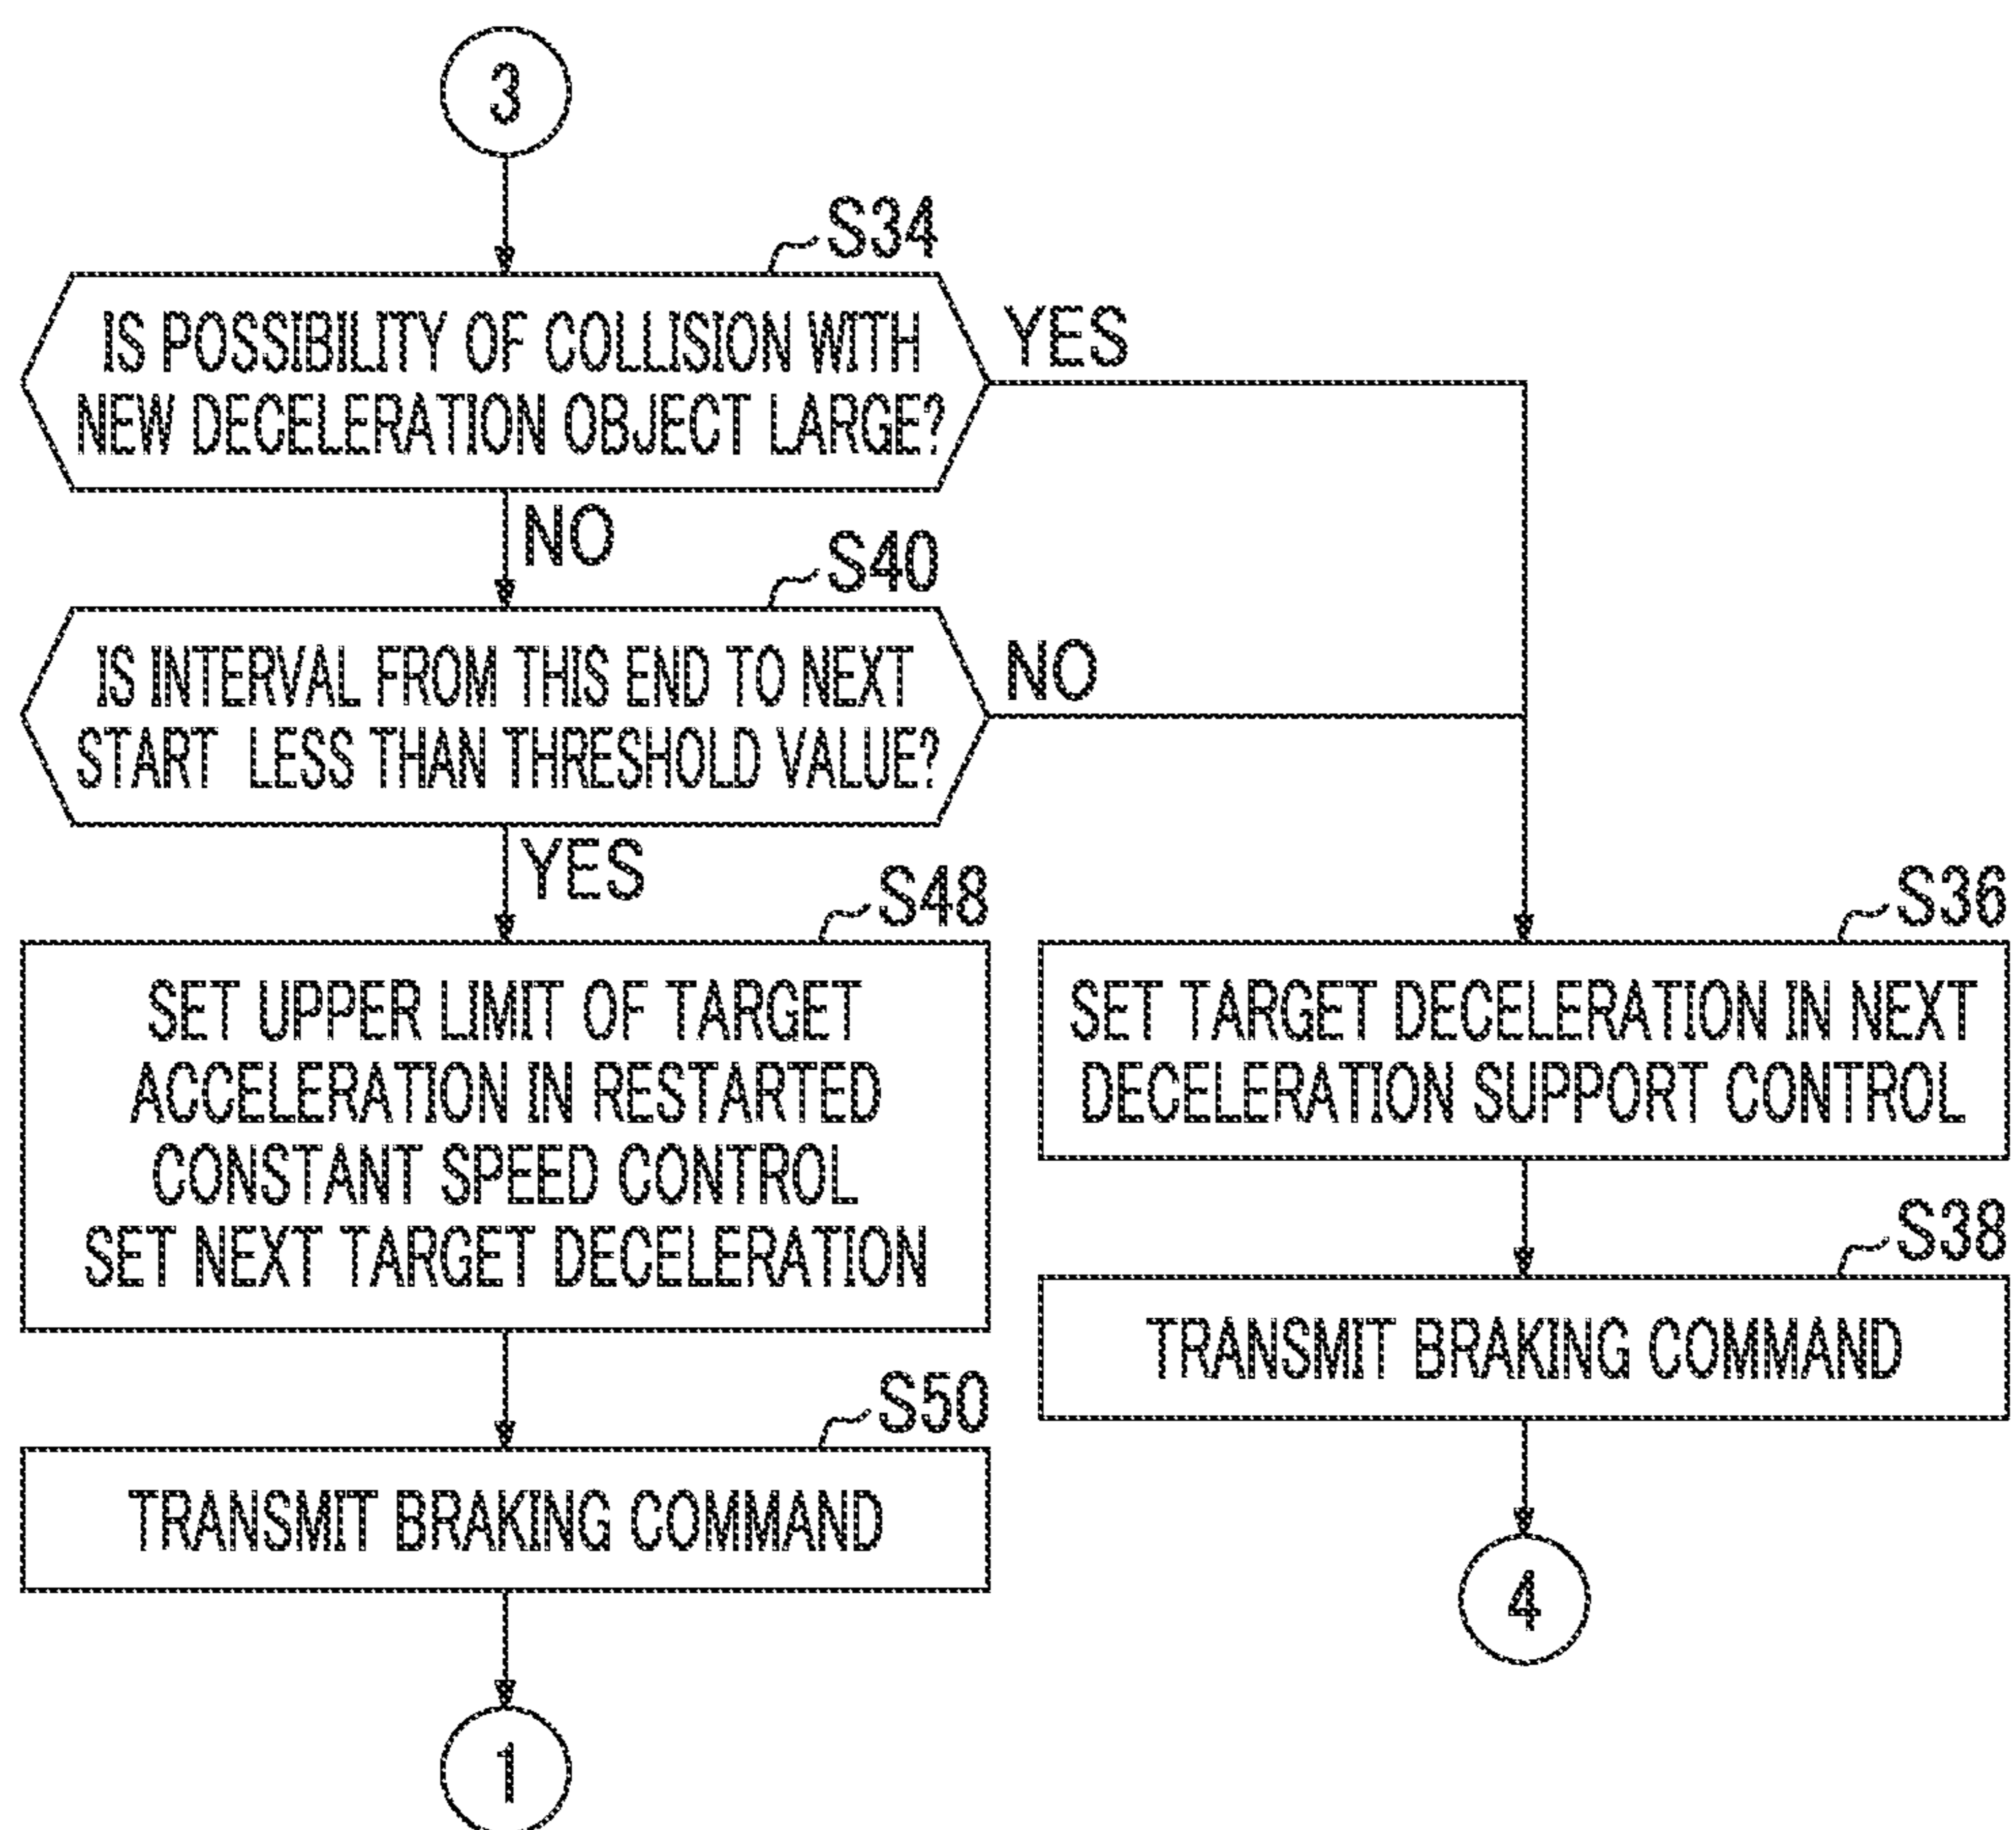 3
S34
IS POSSIBILITY OF COLLISION WITH
NEW DECELERATION OBJECT LARGE?
YES
NO
S40
IS INTERVAL FROM THIS END TO NEXT
START LESS THAN THRESHOLD VALUE?
NO
YES
S48
SET UPPER LIMIT OF TARGET
ACCELERATION IN RESTARTED
CONSTANT SPEED CONTROL
SET NEXT TARGET DECELERATION
S50
TRANSMIT BRAKING COMMAND
1
S36
SET TARGET DECELERATION IN NEXT
DECELERATION SUPPORT CONTROL
S38
TRANSMIT BRAKING COMMAND
4